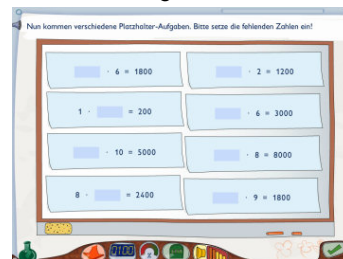 Nun kommen verschiedene Platzhalter-Aufgaben. Bitte setze die fehlenden Zahlen ein!
· 6 = 1800
· 2 = 1200
1 · = 200
· 6 = 3000
· 10 = 5000
· 8 = 8000
8 · = 2400
· 9 = 1800